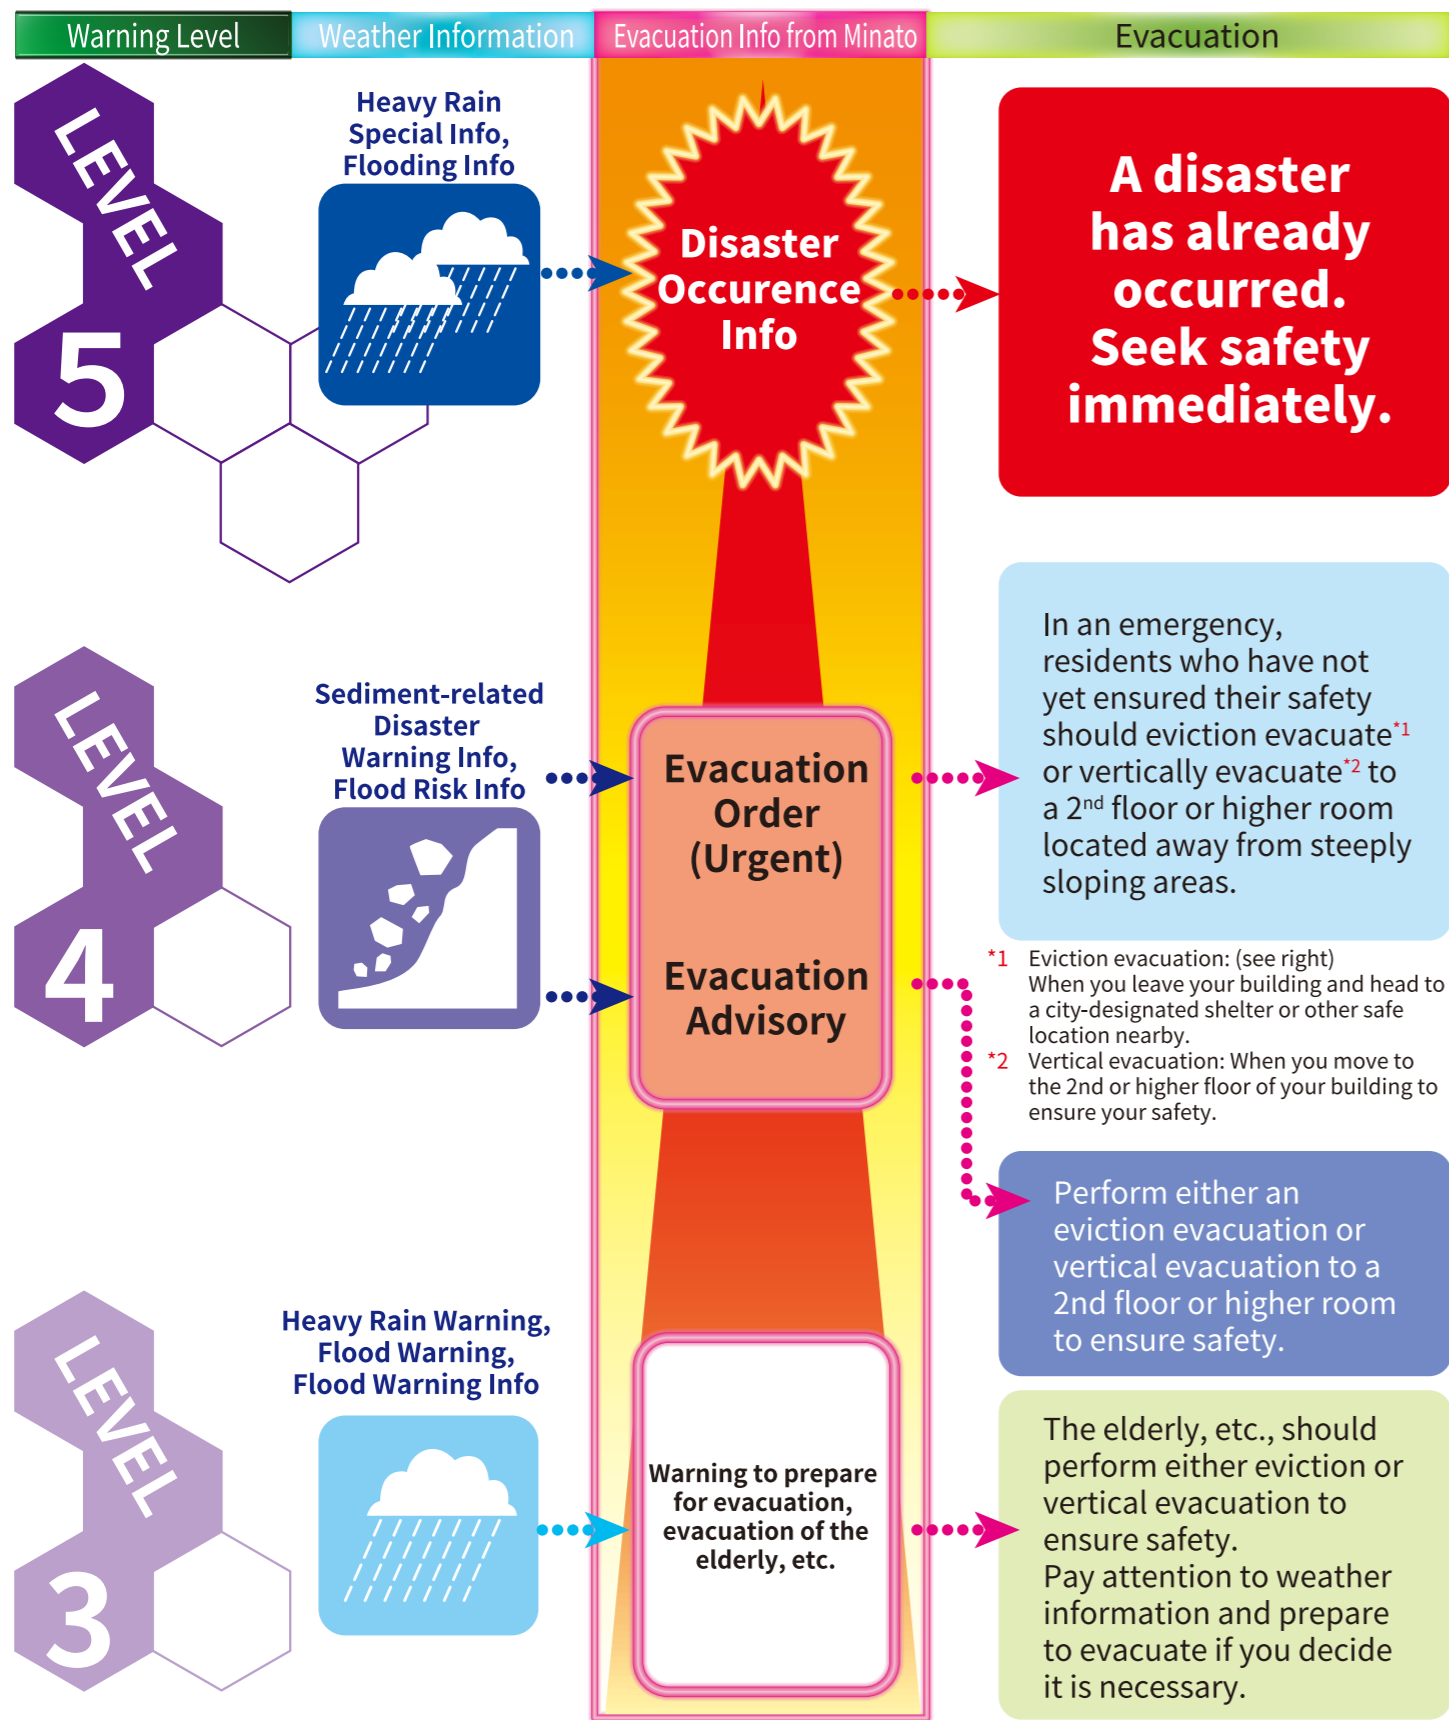 Warning Level
Weather Information
Evacuation Info from Minato
Evacuation
LEVEL
5
Heavy Rain
Special Info,
Flooding Info
Disaster
Occurence
Info
A disaster
has already
occurred.
Seek safety
immediately.
LEVEL
4
Sediment-related
Disaster
Warning Info,
Flood Risk Info
Evacuation
Order
(Urgent)
In an emergency,
residents who have not
yet ensured their safety
should eviction evacuate*1
or vertically evacuate*2 to
a 2nd floor or higher room
located away from steeply
sloping areas.
*1 Eviction evacuation: (see right)
When you leave your building and head to
a city-designated shelter or other safe
location nearby.
*2 Vertical evacuation: When you move to
the 2nd or higher floor of your building to
ensure your safety.
Evacuation
Advisory
Perform either an
eviction evacuation or
vertical evacuation to a
2nd floor or higher room
to ensure safety.
LEVEL
3
Heavy Rain Warning,
Flood Warning,
Flood Warning Info
Warning to prepare
for evacuation,
evacuation of the
elderly, etc.
The elderly, etc., should
perform either eviction or
vertical evacuation to
ensure safety.
Pay attention to weather
information and prepare
to evacuate if you decide
it is necessary.